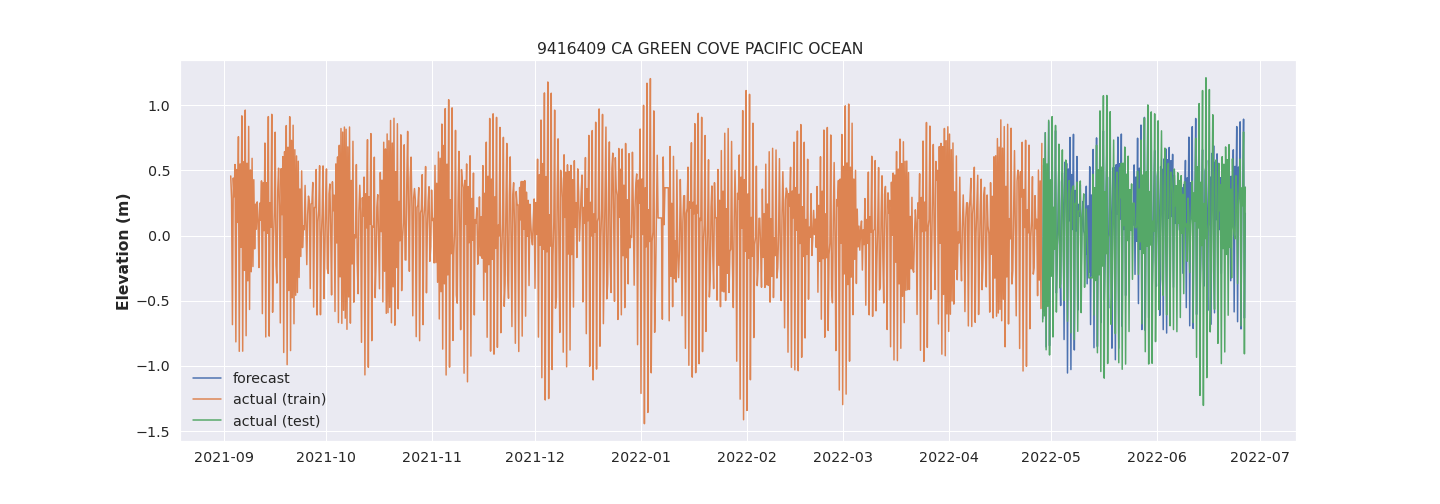 9416409 CA GREEN COVE PACIFIC OCEAN
Elevation (m)
1.0
0.5
0.0
−0.5
−1.0
−1.5
forecast
actual (train)
actual (test)
2021-09 2021-10 2021-11 2021-12 2022-01 2022-02 2022-03 2022-04 2022-05 2022-06 2022-07